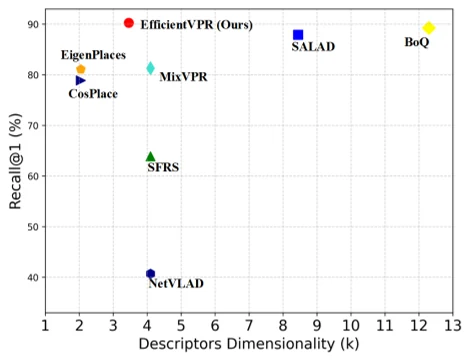 90
80
70
60
50
40
Recall@1 (%)
EfficientVPR (Ours)
BoQ
SALAD
EigenPlaces
CosPlace
MixVPR
SFRS
NetVLAD
1 2 3 4 5 6 7 8 9 10 11 12 13
Descriptors Dimensionality (k)